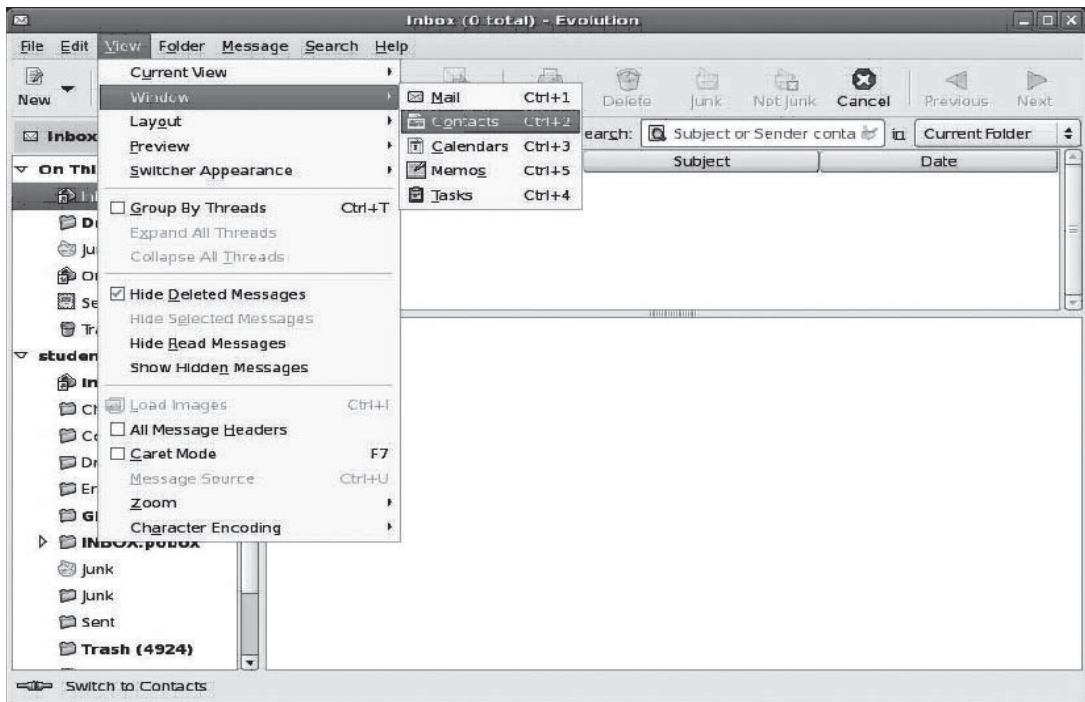 Inbox (0 total) - Evolution
File Edit View Folder Message Search Help
New Delete Junk Not Junk Cancel Previous Next
Current View
Window
Layout
Preview
Switcher Appearance
Group By Threads Ctrl+T
Expand All Threads
Collapse All Threads
Hide Deleted Messages
Hide Selected Messages
Hide Read Messages
Show Hidden Messages
Load Images Ctrl+I
All Message Headers
Caret Mode F7
Message Source Ctrl+U
Zoom
Character Encoding
Mail Ctrl+1
Contacts Ctrl+2
Calendars Ctrl+3
Memos Ctrl+5
Tasks Ctrl+4
Inbox
Subject or Sender conta in Current Folder
Subject Date
On Thi
studen
INBOX.pobox
Junk
Junk
Sent
Trash (4924)
Switch to Contacts